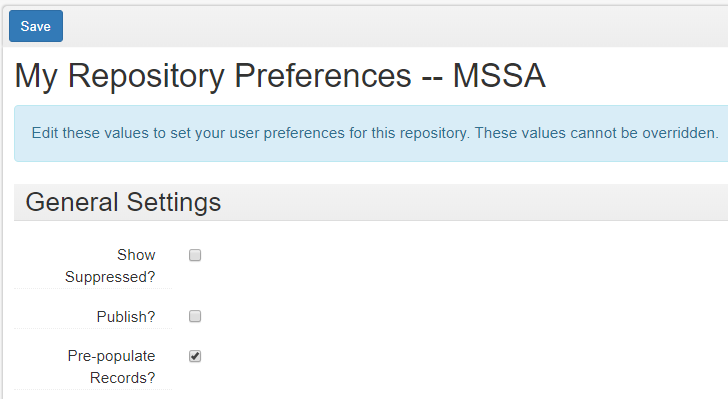 Save
My Repository Preferences -- MSSA
Edit these values to set your user preferences for this repository. These values cannot be overridden.
General Settings
Show
Suppressed?
Publish?
Pre-populate
Records?